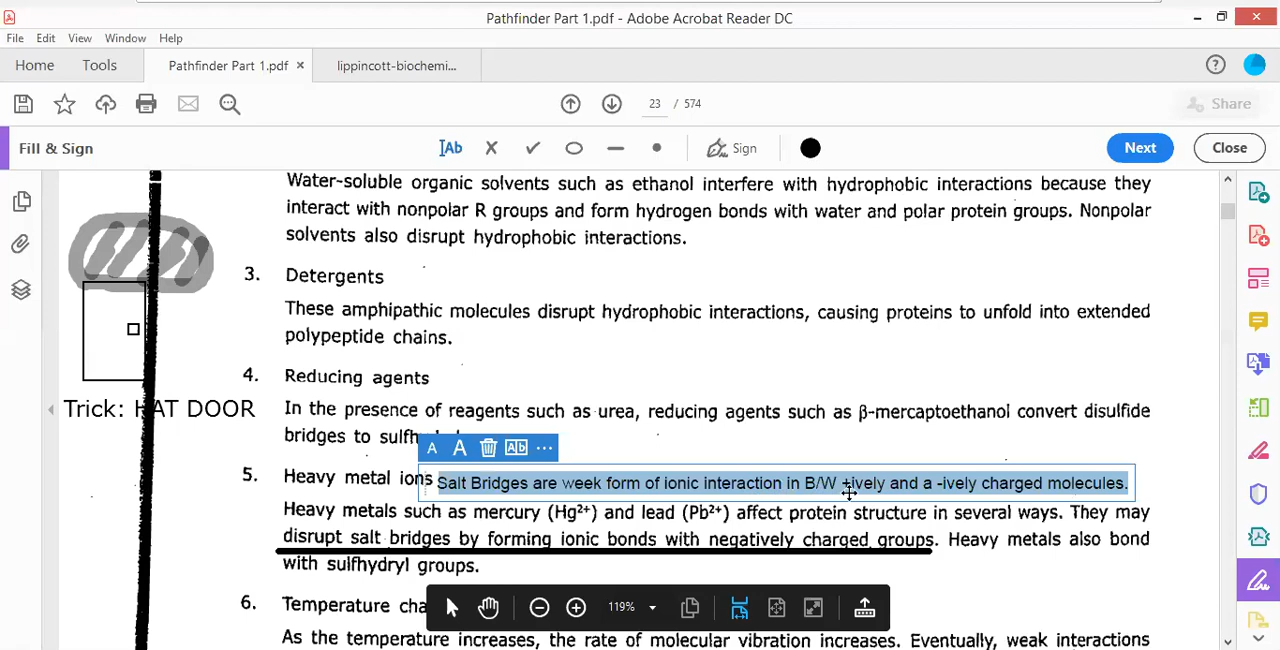 Pathfinder Part 1.pdf - Adobe Acrobat Reader DC
File Edit View Window Help
Home Tools Pathfinder Part 1.pdf × lippincott-biochemi...
23 / 574
Share
Fill & Sign
Ab
Sign
Next
Close
Water-soluble organic solvents such as ethanol interfere with hydrophobic interactions because they
interact with nonpolar R groups and form hydrogen bonds with water and polar protein groups. Nonpolar
solvents also disrupt hydrophobic interactions.
3. Detergents
These amphipathic molecules disrupt hydrophobic interactions, causing proteins to unfold into extended
polypeptide chains.
4. Reducing agents
Trick: HAT DOOR
In the presence of reagents such as urea, reducing agents such as β-mercaptoethanol convert disulfide
bridges to
A A Ab ...
5. Heavy metal ions
Salt Bridges are week form of ionic interaction in B/W +ively and a -ively charged molecules.
Heavy metals such as mercury (Hg²⁺) and lead (Pb²⁺) affect protein structure in several ways. They may
disrupt salt bridges by forming ionic bonds with negatively charged groups. Heavy metals also bond
with sulfhydryl groups.
6. Temperature
119%
As the temperature increases, the rate of molecular vibration increases. Eventually, weak interactions